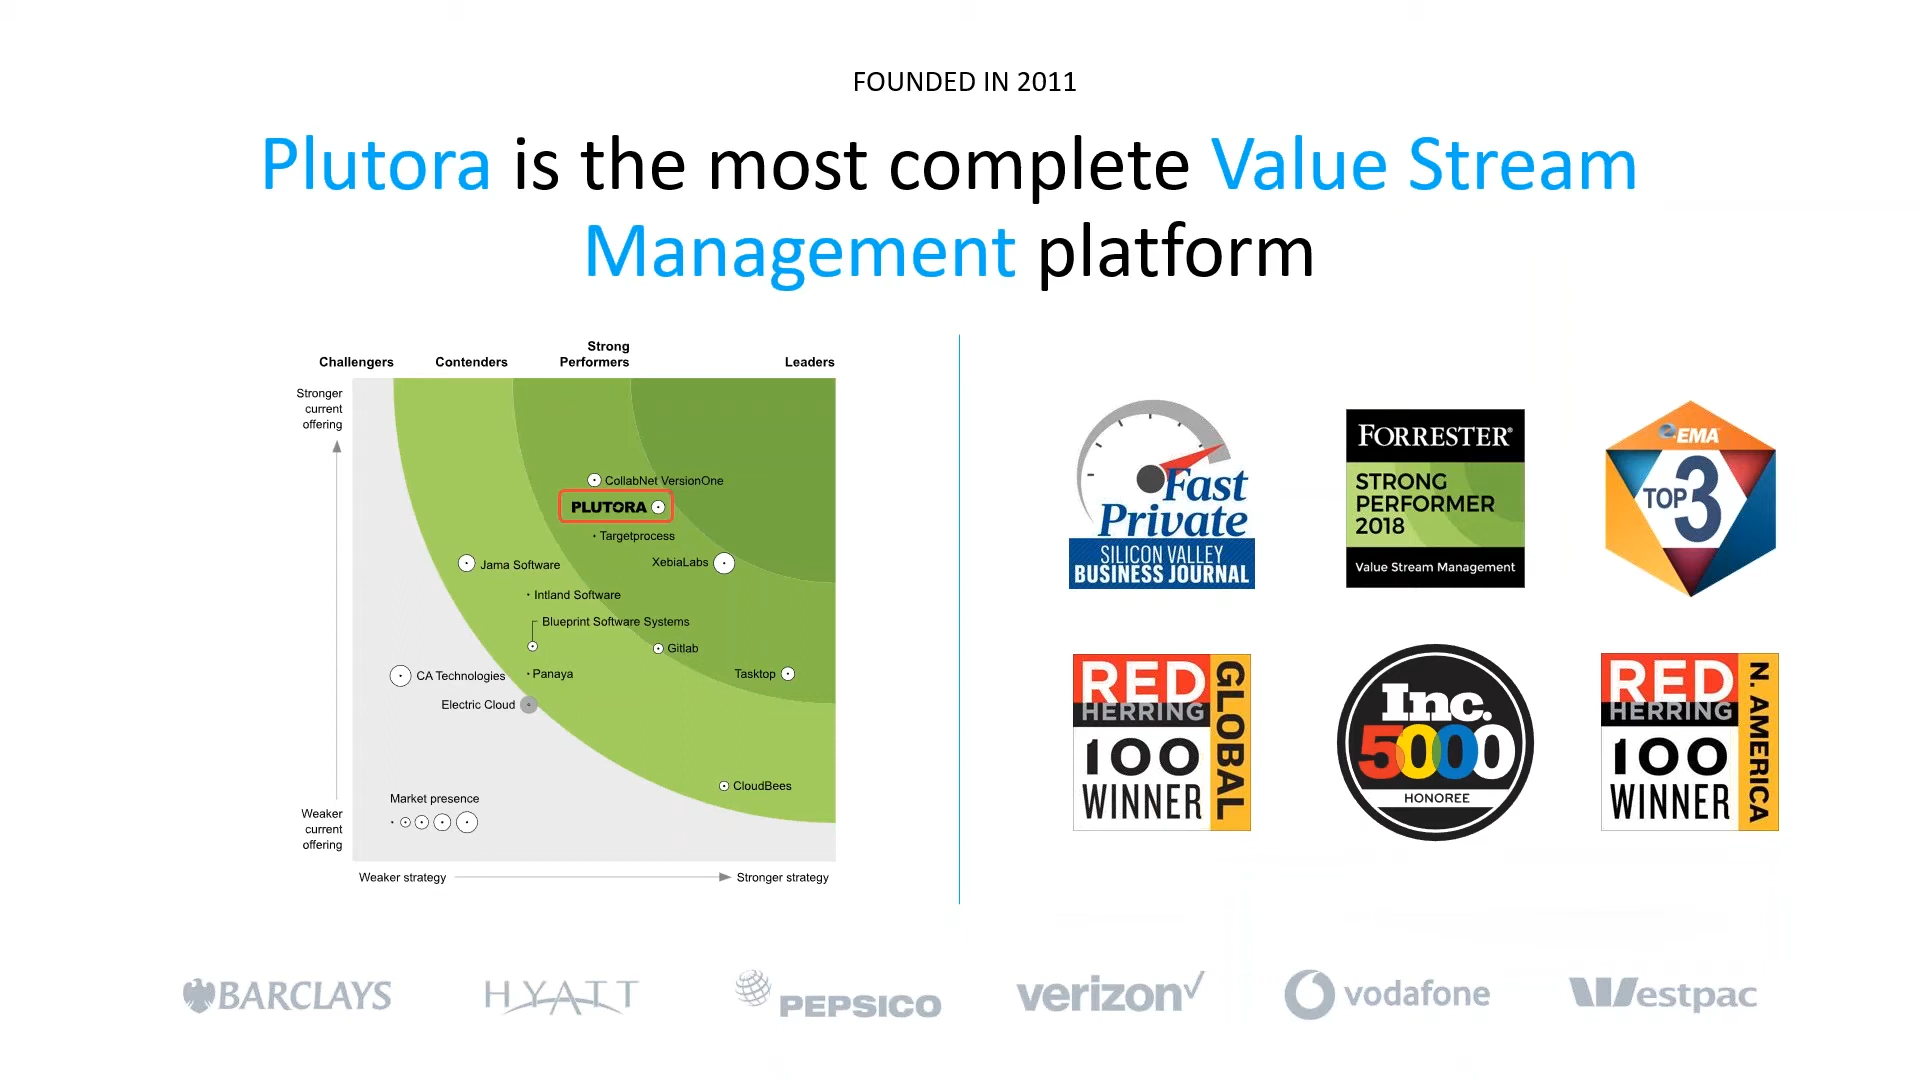 FOUNDED IN 2011
Plutora is the most complete Value Stream
Management platform
Challengers
Contenders
Strong
Performers
Leaders
Stronger
current
offering
CollabNet VersionOne
PLUTORA
Targetprocess
Jama Software
XebiaLabs
Intland Software
Blueprint Software Systems
Gitlab
CA Technologies
Panaya
Tasktop
Electric Cloud
CloudBees
Market presence
Weaker
current
offering
Weaker strategy
Stronger strategy
Fast
Private
SILICON VALLEY
BUSINESS JOURNAL
FORRESTER®
STRONG
PERFORMER
2018
Value Stream Management
EMA
TOP 3
RED
HERRING
100
WINNER
GLOBAL
Inc.
5000
HONOREE
RED
HERRING
100
WINNER
N. AMERICA
BARCLAYS
HYATT
PEPSICO
verizon
vodafone
Westpac